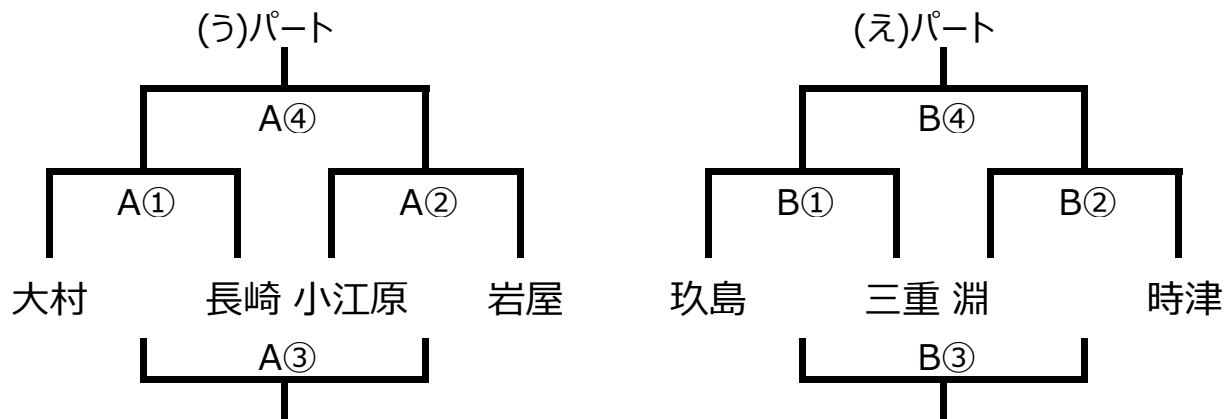 (う)パート
(え)パート
A④
B④
A①
A②
B①
B②
大村
長崎
小江原
岩屋
玖島
三重
淵
時津
A③
B③